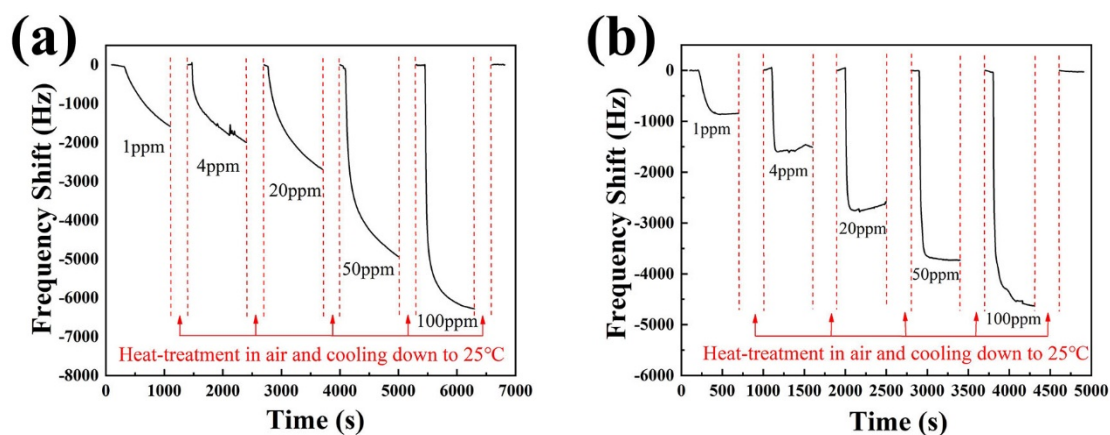 (a)
Frequency Shift (Hz)
0
-1000
-2000
-3000
-4000
-5000
-6000
-7000
-8000
1ppm
4ppm
20ppm
50ppm
100ppm
Heat-treatment in air and cooling down to 25°C
0 1000 2000 3000 4000 5000 6000 7000
Time (s)
(b)
Frequency Shift (Hz)
0
-1000
-2000
-3000
-4000
-5000
-6000
1ppm
4ppm
20ppm
50ppm
100ppm
Heat-treatment in air and cooling down to 25°C
0 500 1000 1500 2000 2500 3000 3500 4000 4500 5000
Time (s)